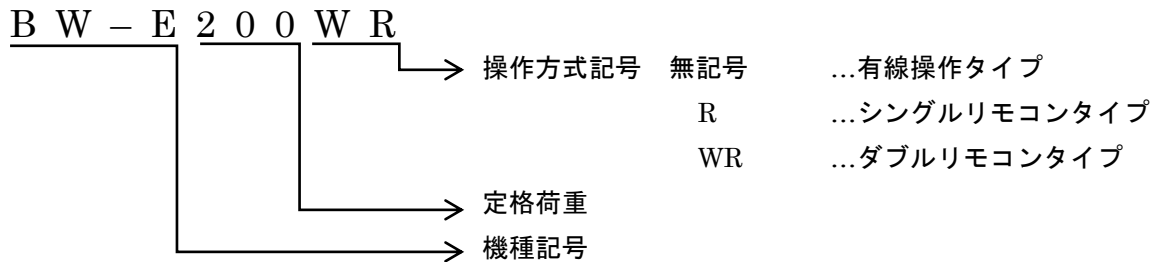 BW–E200WR
操作方式記号 無記号 …有線操作タイプ
R …シングルリモコンタイプ
WR …ダブルリモコンタイプ
定格荷重
機種記号